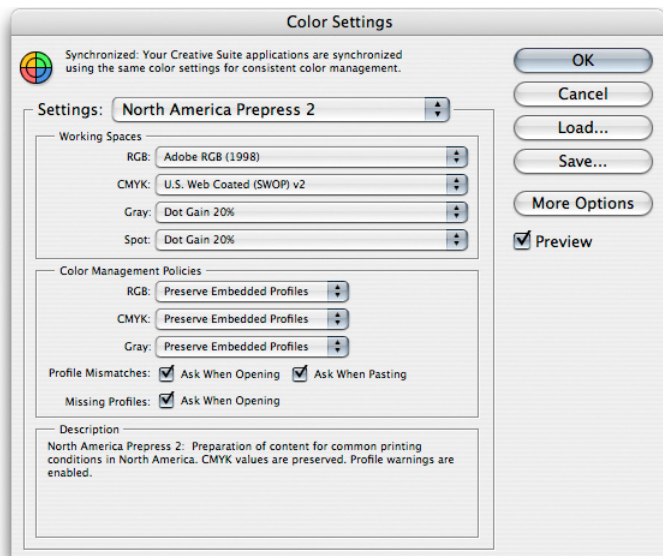 Color Settings
Synchronized: Your Creative Suite applications are synchronized
using the same color settings for consistent color management.
OK
Cancel
Load...
Save...
More Options
Preview
Settings: North America Prepress 2
Working Spaces
RGB: Adobe RGB (1998)
CMYK: U.S. Web Coated (SWOP) v2
Gray: Dot Gain 20%
Spot: Dot Gain 20%
Color Management Policies
RGB: Preserve Embedded Profiles
CMYK: Preserve Embedded Profiles
Gray: Preserve Embedded Profiles
Profile Mismatches: Ask When Opening Ask When Pasting
Missing Profiles: Ask When Opening
Description
North America Prepress 2: Preparation of content for common printing
conditions in North America. CMYK values are preserved. Profile warnings are
enabled.